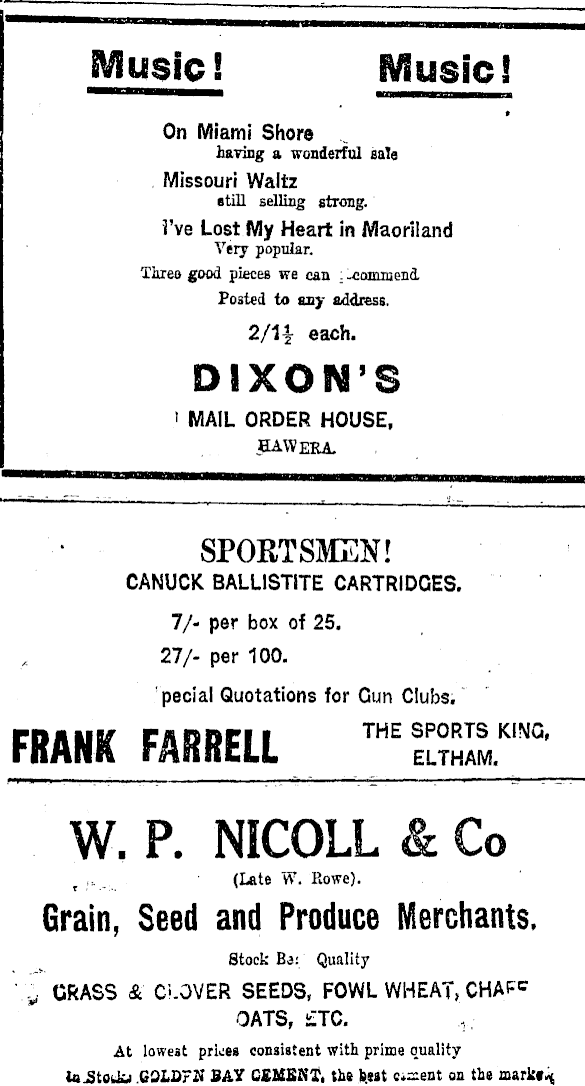 Music! Music!
On Miami Shore
having a wonderful sale
Missouri Waltz
still selling strong.
I've Lost My Heart in Maoriland
Very popular.
Three good pieces we can
Posted to any address.
2/1½ each.
DIXON'S
MAIL ORDER HOUSE,
HAWERA.
SPORTSMEN!
CANUCK BALLISTITE CARTRIDGES.
7/- per box of 25.
27/- per 100.
pecial Quotations for Gun Clubs.
FRANK FARRELL
THE SPORTS KING,
ELTHAM.
W. P. NICOLL & Co
(Late W. Rowe).
Grain, Seed and Produce Merchants.
Stock Quality
GRASS & CLOVER SEEDS, FOWL WHEAT, CHAFF
OATS, ETC.
At lowest prices consistent with prime quality
In Stock, GOLDEN BAY CEMENT, the best cement on the market,